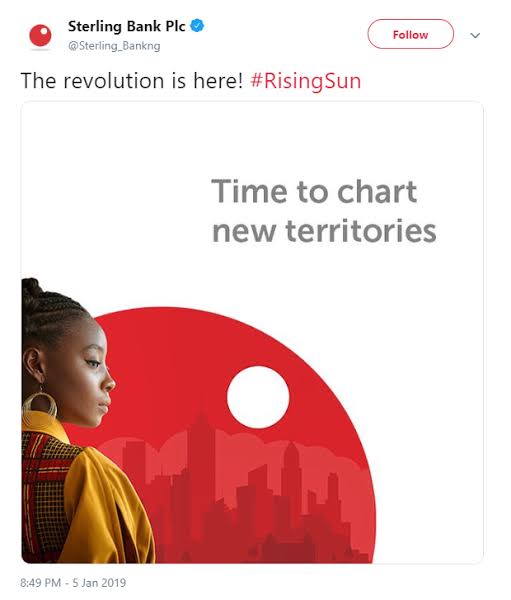 Sterling Bank Plc
@Sterling_Bankng
Follow
The revolution is here! #RisingSun
Time to chart
new territories
8:49 PM - 5 Jan 2019